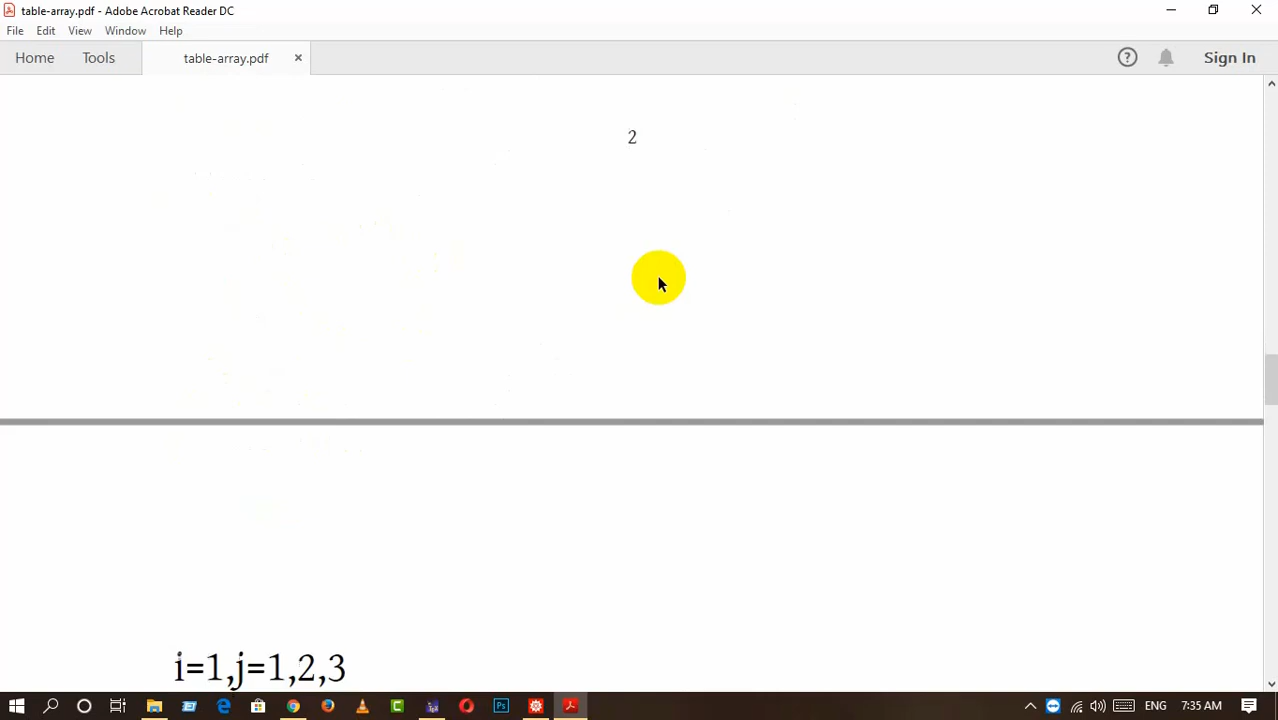 table-array.pdf - Adobe Acrobat Reader DC
File Edit View Window Help
Home Tools table-array.pdf × ? Sign In
2
i=1,j=1,2,3
Ps ENG 7:35 AM